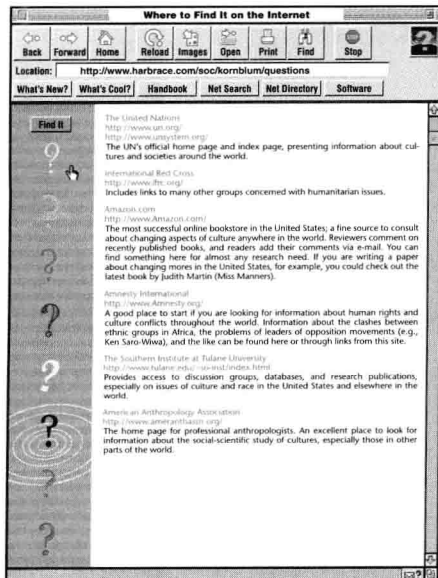 Where to Find It on the Internet
Back Forward Home Reload Images Open Print Find Stop
Location: http://www.harbrace.com/soc/kornblum/questions
What's New? What's Cool? Handbook Net Search Net Directory Software
Find It
The United Nations
http://www.un.org/
http://www.unsystem.org/
The UN's official home page and index page, presenting information about cul-
tures and societies around the world.
International Red Cross
Includes links to many other groups concerned with humanitarian issues.
Amazon.com
http://www.Amazon.com/
The most successful online bookstore in the United States; a fine source to consult
about changing aspects of culture anywhere in the world. Reviewers comment on
recently published books, and readers add their comments via e-mail. You can
find something here for almost any research need. If you are writing a paper
about changing mores in the United States, for example, you could check out the
latest book by Judith Martin (Miss Manners).
Amnesty International
http://www.Amnesty.org/
A good place to start if you are looking for information about human rights and
culture conflicts throughout the world. Information about the clashes between
ethnic groups in Africa, the problems of leaders of opposition movements (e.g.,
Ken Saro-Wiwa), and the like can be found here or through links from this site.
The Southern Institute at Tulane University
Provides access to discussion groups, databases, and research publications,
especially on issues of culture and race in the United States and elsewhere in the
world.
American Anthropology Association
The home page for professional anthropologists. An excellent place to look for
information about the social-scientific study of cultures, especially those in other
parts of the world.